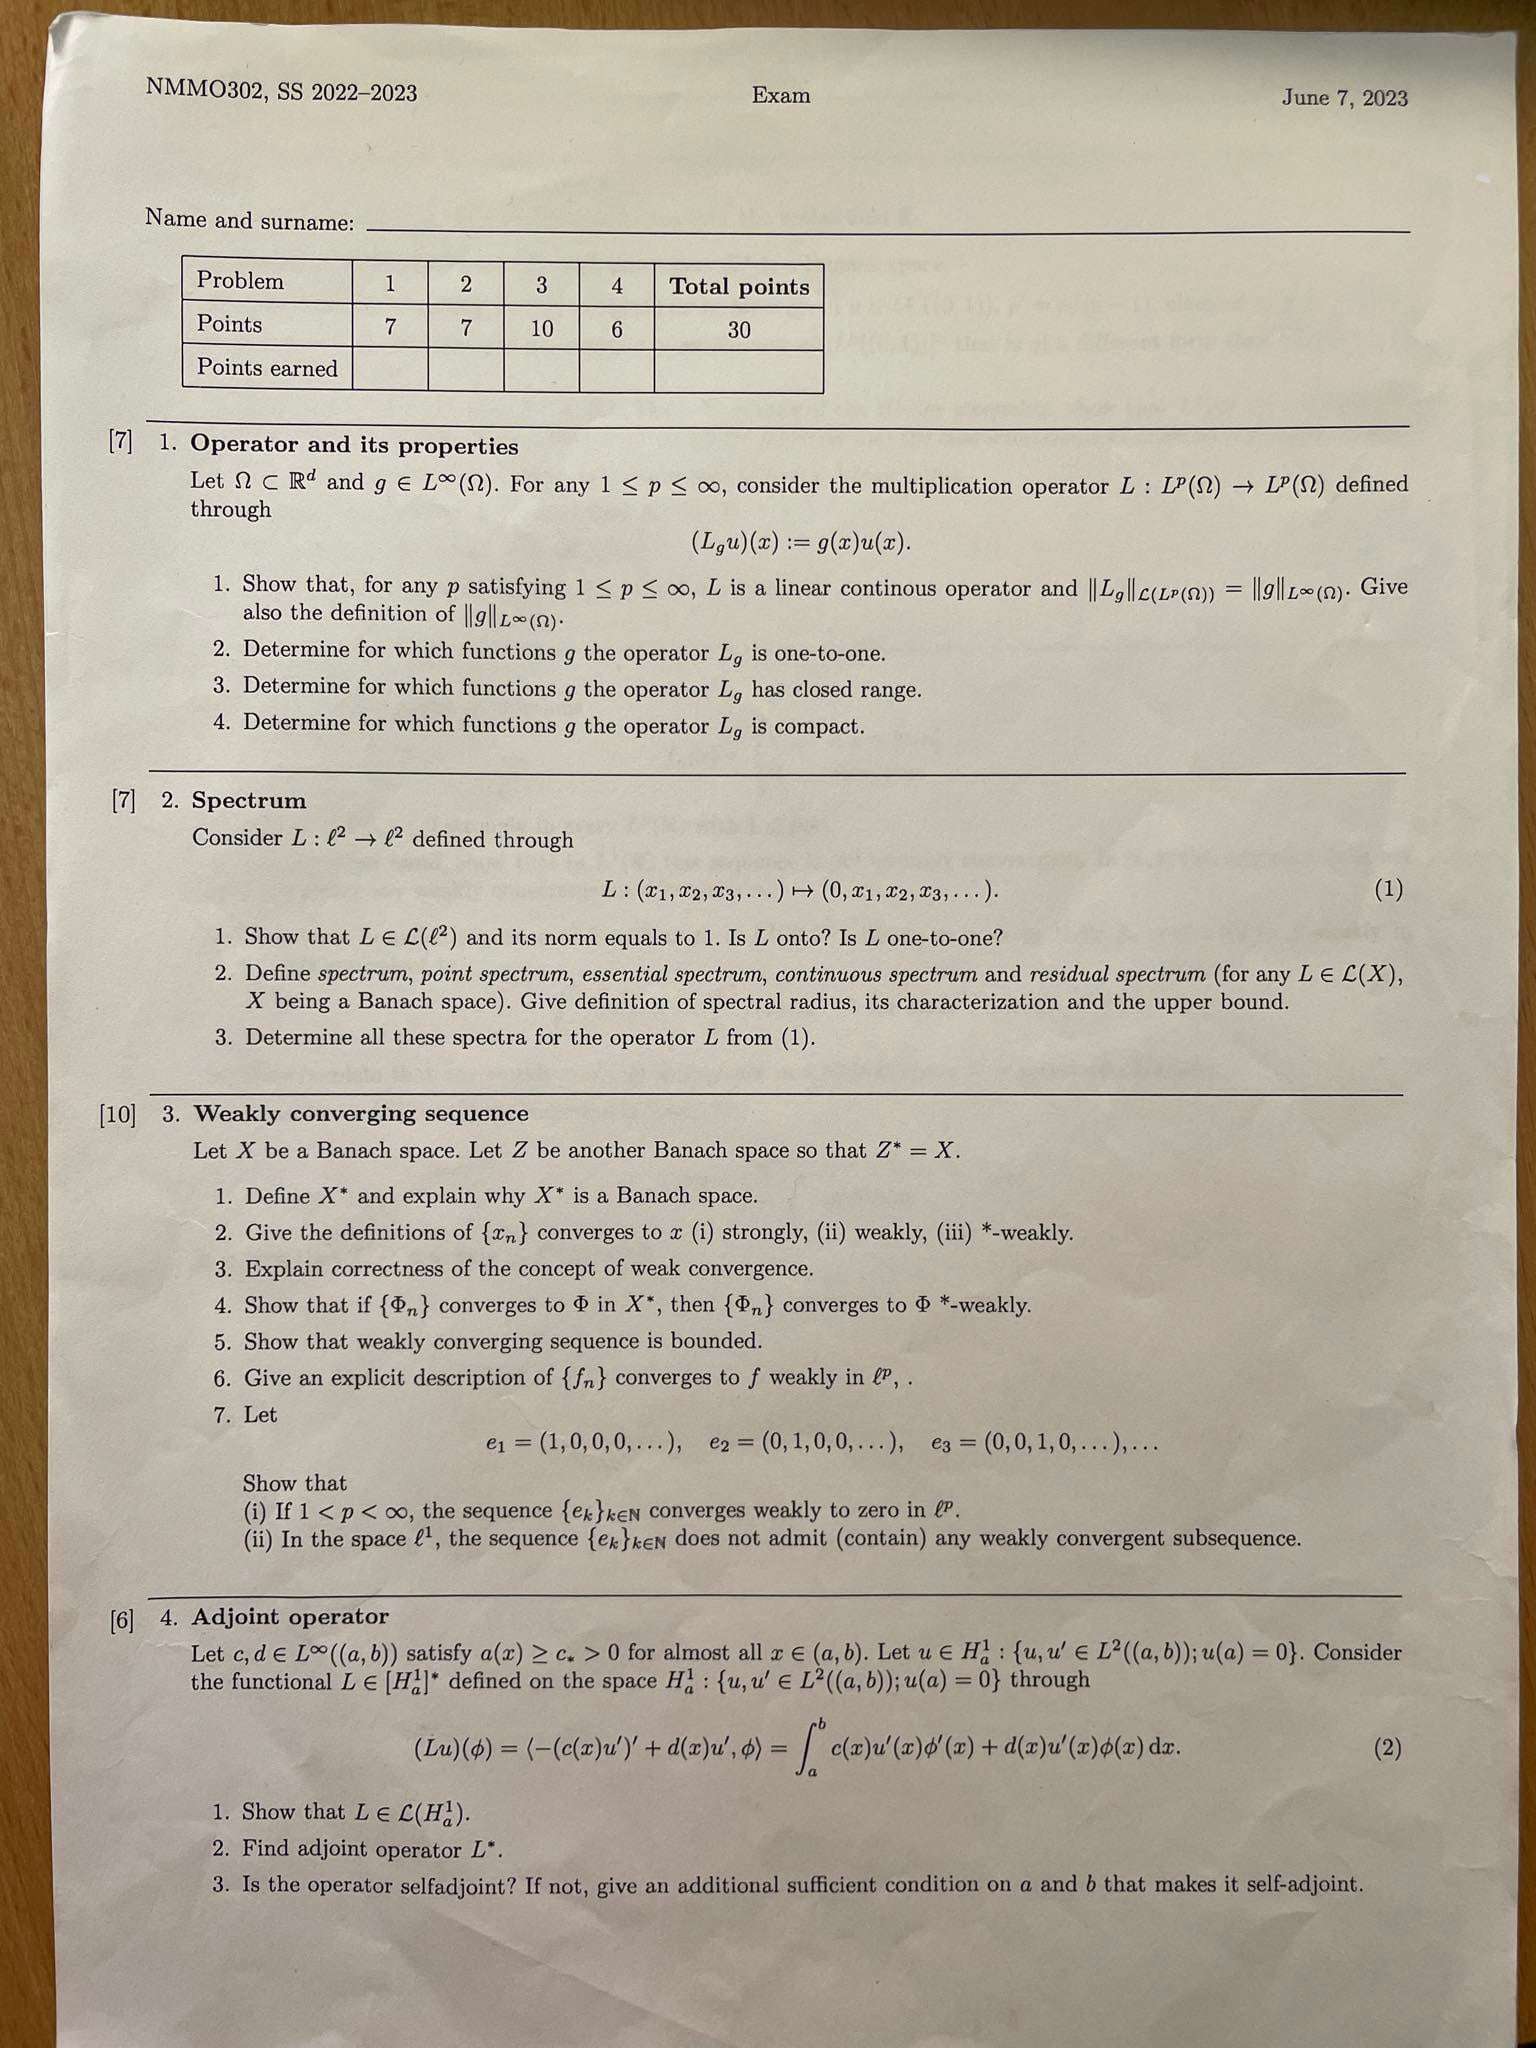 NMMO302, SS 2022–2023 Exam June 7, 2023
Name and surname:
Problem 1 2 3 4 Total points
Points 7 7 10 6 30
Points earned
[7] 1. Operator and its properties
Let Ω ⊂ ℝᵈ and g ∈ L^∞(Ω). For any 1 ≤ p ≤ ∞, consider the multiplication operator L : Lᵖ(Ω) → Lᵖ(Ω) defined
through
(L_g u)(x) := g(x)u(x).
1. Show that, for any p satisfying 1 ≤ p ≤ ∞, L is a linear continous operator and ‖L_g‖_{ℒ(Lᵖ(Ω))} = ‖g‖_{L^∞(Ω)}. Give
also the definition of ‖g‖_{L^∞(Ω)}.
2. Determine for which functions g the operator L_g is one-to-one.
3. Determine for which functions g the operator L_g has closed range.
4. Determine for which functions g the operator L_g is compact.
[7] 2. Spectrum
Consider L : ℓ² → ℓ² defined through
L : (x₁, x₂, x₃, . . . ) ↦ (0, x₁, x₂, x₃, . . . ). (1)
1. Show that L ∈ ℒ(ℓ²) and its norm equals to 1. Is L onto? Is L one-to-one?
2. Define spectrum, point spectrum, essential spectrum, continuous spectrum and residual spectrum (for any L ∈ ℒ(X),
X being a Banach space). Give definition of spectral radius, its characterization and the upper bound.
3. Determine all these spectra for the operator L from (1).
[10] 3. Weakly converging sequence
Let X be a Banach space. Let Z be another Banach space so that Z* = X.
1. Define X* and explain why X* is a Banach space.
2. Give the definitions of {xₙ} converges to x (i) strongly, (ii) weakly, (iii) *-weakly.
3. Explain correctness of the concept of weak convergence.
4. Show that if {Φₙ} converges to Φ in X*, then {Φₙ} converges to Φ *-weakly.
5. Show that weakly converging sequence is bounded.
6. Give an explicit description of {fₙ} converges to f weakly in ℓᵖ, .
7. Let
e₁ = (1, 0, 0, 0, . . . ), e₂ = (0, 1, 0, 0, . . . ), e₃ = (0, 0, 1, 0, . . . ), . . .
Show that
(i) If 1 < p < ∞, the sequence {e_k}_{k∈ℕ} converges weakly to zero in ℓᵖ.
(ii) In the space ℓ¹, the sequence {e_k}_{k∈ℕ} does not admit (contain) any weakly convergent subsequence.
[6] 4. Adjoint operator
Let c, d ∈ L^∞((a, b)) satisfy a(x) ≥ c_* > 0 for almost all x ∈ (a, b). Let u ∈ H¹_a : {u, u′ ∈ L²((a, b)); u(a) = 0}. Consider
the functional L ∈ [H¹_a]* defined on the space H¹_a : {u, u′ ∈ L²((a, b)); u(a) = 0} through
(Lu)(ϕ) = ⟨−(c(x)u′)′ + d(x)u′, ϕ⟩ = ∫_a^b c(x)u′(x)ϕ′(x) + d(x)u′(x)ϕ(x) dx. (2)
1. Show that L ∈ ℒ(H¹_a).
2. Find adjoint operator L*.
3. Is the operator selfadjoint? If not, give an additional sufficient condition on a and b that makes it self-adjoint.